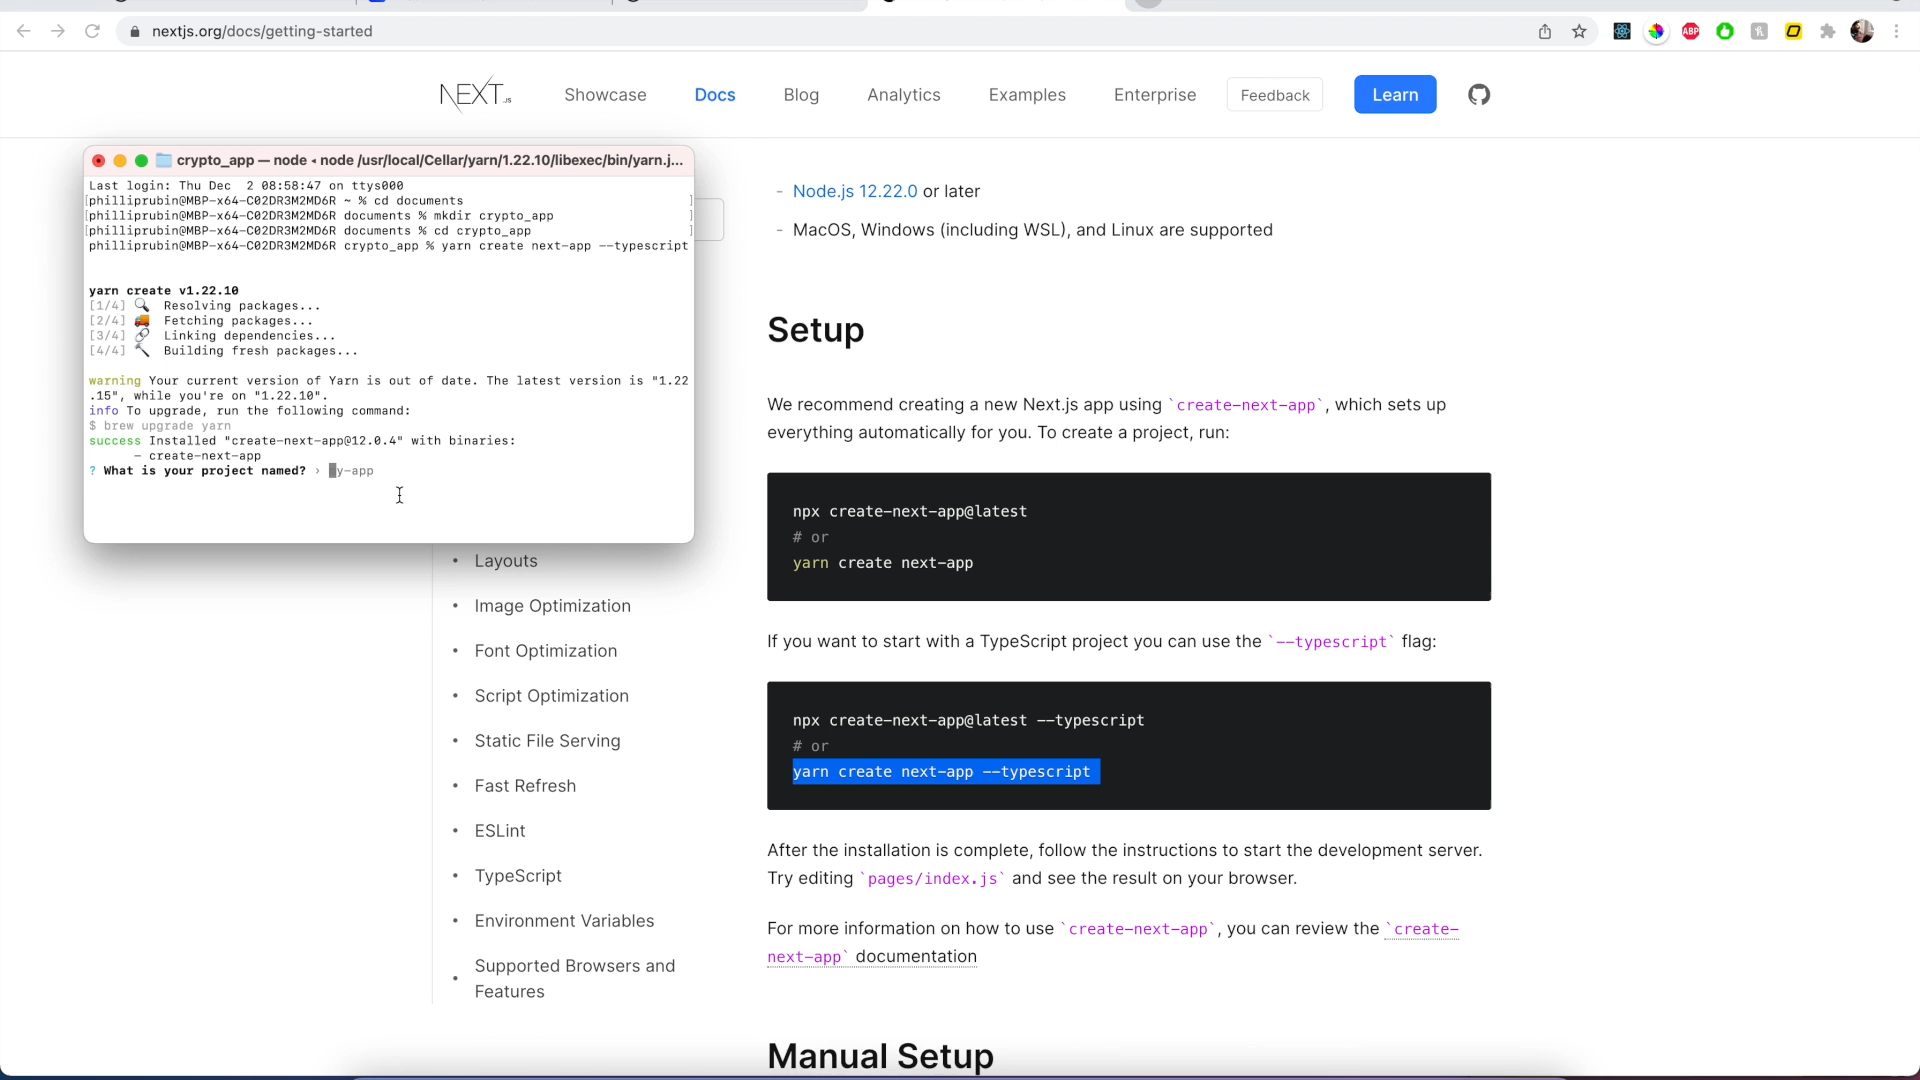 nextjs.org/docs/getting-started
ABP
NEXT.JS
Showcase
Docs
Blog
Analytics
Examples
Enterprise
Feedback
Learn
crypto_app — node ◂ node /usr/local/Cellar/yarn/1.22.10/libexec/bin/yarn.j...
Last login: Thu Dec  2 08:58:47 on ttys000
[philliprubin@MBP-x64-C02DR3M2MD6R ~ % cd documents ]
[philliprubin@MBP-x64-C02DR3M2MD6R documents % mkdir crypto_app ]
[philliprubin@MBP-x64-C02DR3M2MD6R documents % cd crypto_app ]
philliprubin@MBP-x64-C02DR3M2MD6R crypto_app % yarn create next-app --typescript
yarn create v1.22.10
[1/4] 🔍 Resolving packages...
[2/4] 🚚 Fetching packages...
[3/4] 🔗 Linking dependencies...
[4/4] 🔨 Building fresh packages...
warning Your current version of Yarn is out of date. The latest version is "1.22
.15", while you're on "1.22.10".
info To upgrade, run the following command:
$ brew upgrade yarn
success Installed "create-next-app@12.0.4" with binaries:
- create-next-app
? What is your project named? › y-app
Layouts
Image Optimization
Font Optimization
Script Optimization
Static File Serving
Fast Refresh
ESLint
TypeScript
Environment Variables
Supported Browsers and
Features
- Node.js 12.22.0 or later
- MacOS, Windows (including WSL), and Linux are supported
Setup
We recommend creating a new Next.js app using `create-next-app`, which sets up
everything automatically for you. To create a project, run:
npx create-next-app@latest
# or
yarn create next-app
If you want to start with a TypeScript project you can use the `--typescript` flag:
npx create-next-app@latest --typescript
# or
yarn create next-app --typescript
After the installation is complete, follow the instructions to start the development server.
Try editing `pages/index.js` and see the result on your browser.
For more information on how to use `create-next-app`, you can review the `create-
next-app` documentation
Manual Setup